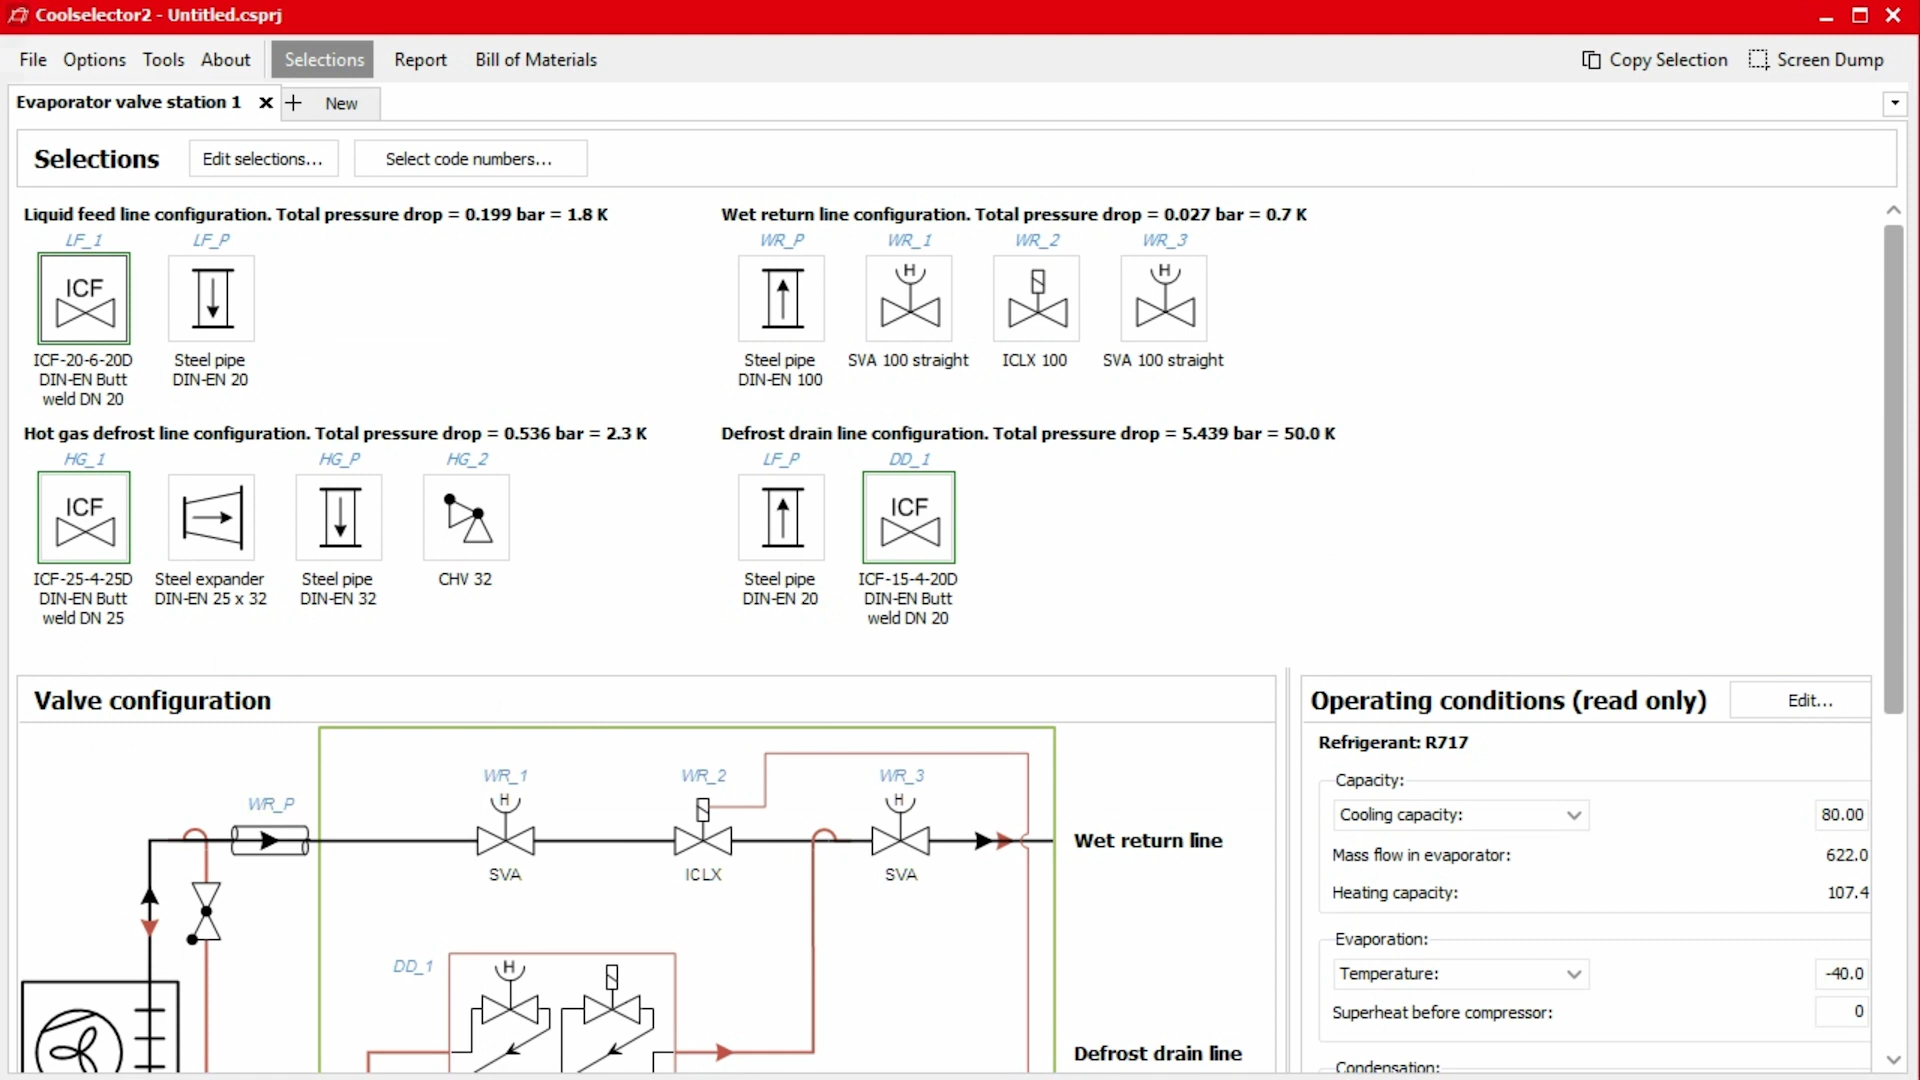 Coolselector2 - Untitled.csprj
File Options Tools About Selections Report Bill of Materials Copy Selection Screen Dump
Evaporator valve station 1 New
Selections Edit selections... Select code numbers...
Liquid feed line configuration. Total pressure drop = 0.199 bar = 1.8 K
LF_1 LF_P
ICF
ICF-20-6-20D Steel pipe
DIN-EN Butt DIN-EN 20
weld DN 20
Wet return line configuration. Total pressure drop = 0.027 bar = 0.7 K
WR_P WR_1 WR_2 WR_3
H H
Steel pipe SVA 100 straight ICLX 100 SVA 100 straight
DIN-EN 100
Hot gas defrost line configuration. Total pressure drop = 0.536 bar = 2.3 K
HG_1 HG_P HG_2
ICF
ICF-25-4-25D Steel expander Steel pipe CHV 32
DIN-EN Butt DIN-EN 25 x 32 DIN-EN 32
weld DN 25
Defrost drain line configuration. Total pressure drop = 5.439 bar = 50.0 K
LF_P DD_1
ICF
Steel pipe ICF-15-4-20D
DIN-EN 20 DIN-EN Butt
weld DN 20
Valve configuration
WR_1 WR_2 WR_3
WR_P H H
Wet return line
SVA ICLX SVA
DD_1 H
Defrost drain line
Operating conditions (read only) Edit...
Refrigerant: R717
Capacity:
Cooling capacity: 80.00
Mass flow in evaporator: 622.0
Heating capacity: 107.4
Evaporation:
Temperature: -40.0
Superheat before compressor: 0
Condensation: